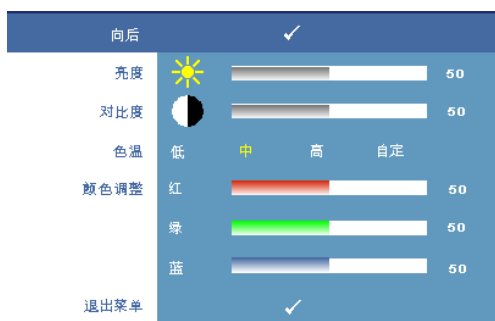 向后
亮度 50
对比度 50
色温 低 中 高 自定
颜色调整 红 50
绿 50
蓝 50
退出菜单